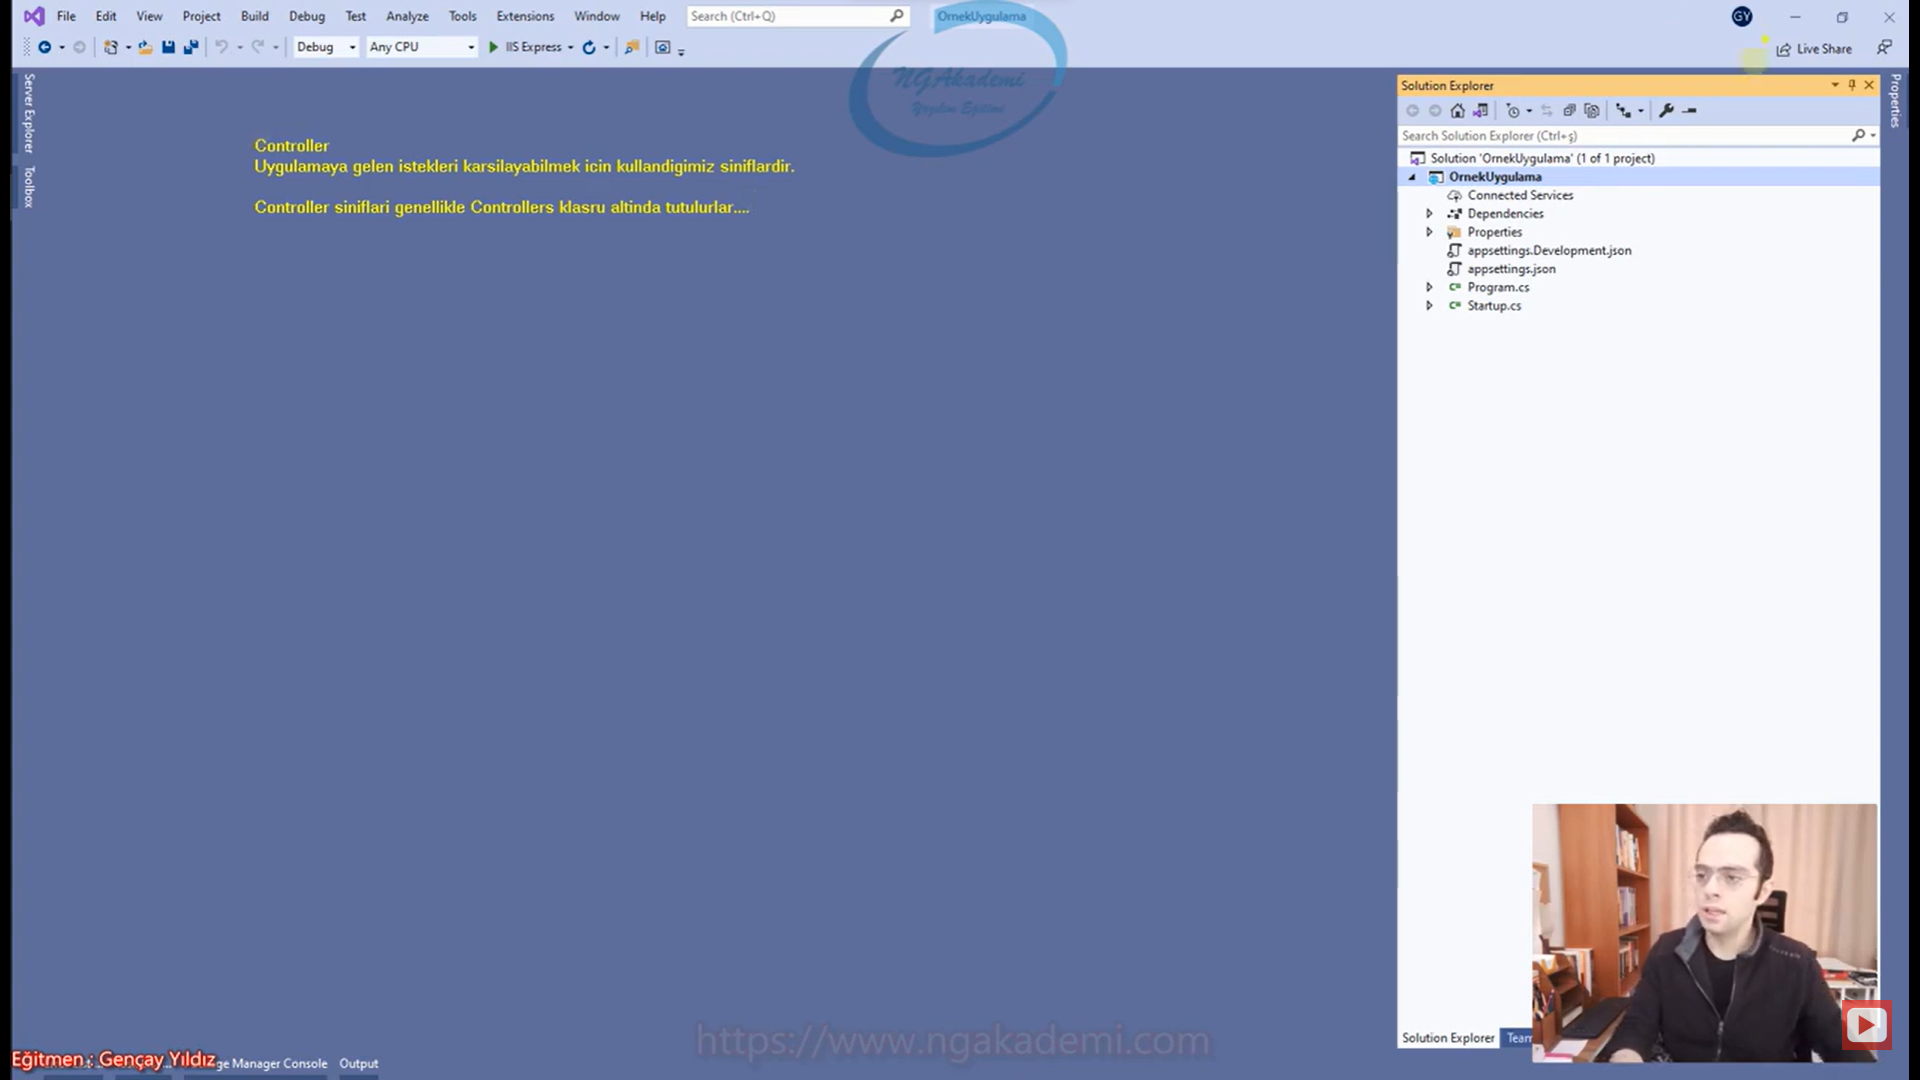 File Edit View Project Build Debug Test Analyze Tools Extensions Window Help Search (Ctrl+Q) OrnekUygulama GY
Debug Any CPU IIS Express Live Share
NGAkademi
Yazılım Eğitimi
Server Explorer
Toolbox
Controller
Uygulamaya gelen istekleri karsilayabilmek icin kullandigimiz siniflardir.
Controller siniflari genellikle Controllers klasru altinda tutulurlar....
Solution Explorer
Search Solution Explorer (Ctrl+ş)
Solution 'OrnekUygulama' (1 of 1 project)
OrnekUygulama
Connected Services
Dependencies
Properties
appsettings.Development.json
appsettings.json
Program.cs
Startup.cs
Properties
Solution Explorer Team
https://www.ngakademi.com
Eğitmen : Gençay Yıldız
Manager Console Output